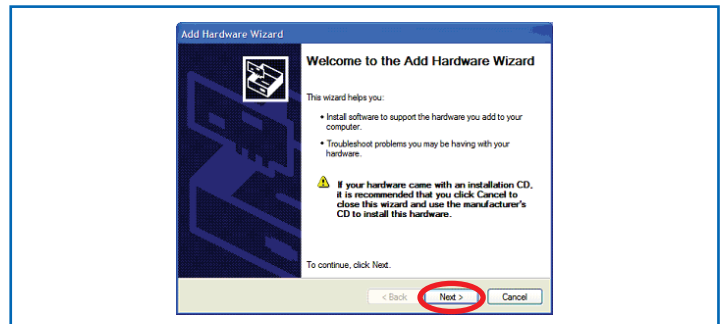 Add Hardware Wizard
Welcome to the Add Hardware Wizard
This wizard helps you:
• Install software to support the hardware you add to your
computer.
• Troubleshoot problems you may be having with your
hardware.
If your hardware came with an installation CD,
it is recommended that you click Cancel to
close this wizard and use the manufacturer's
CD to install this hardware.
To continue, click Next.
< Back Next > Cancel